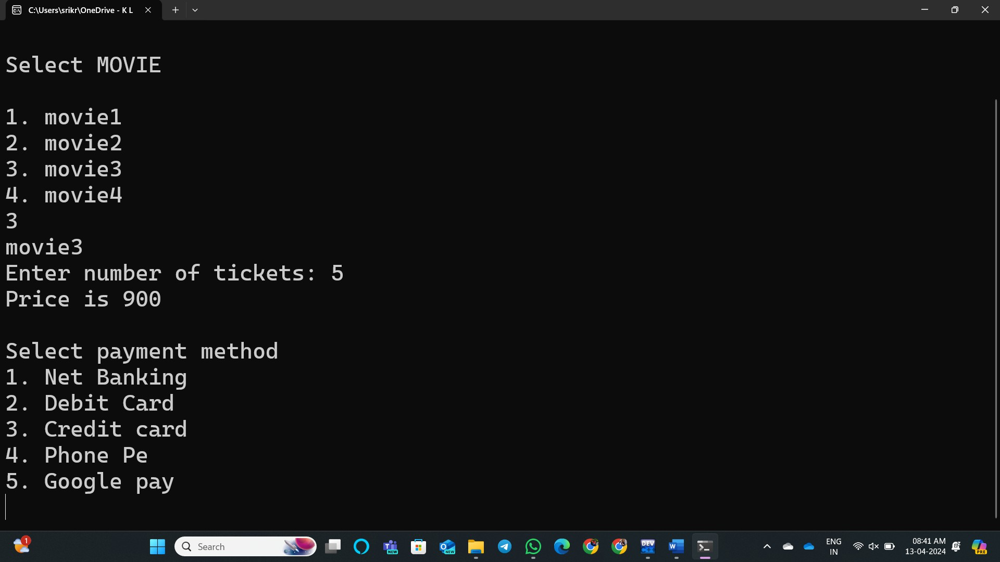 C:\Users\srikr\OneDrive - K L
Select MOVIE
1. movie1
2. movie2
3. movie3
4. movie4
3
movie3
Enter number of tickets: 5
Price is 900
Select payment method
1. Net Banking
2. Debit Card
3. Credit card
4. Phone Pe
5. Google pay
1
Search
NEW
NEW
DEV
C++
W
ENG
IN
08:41 AM
13-04-2024
PRE